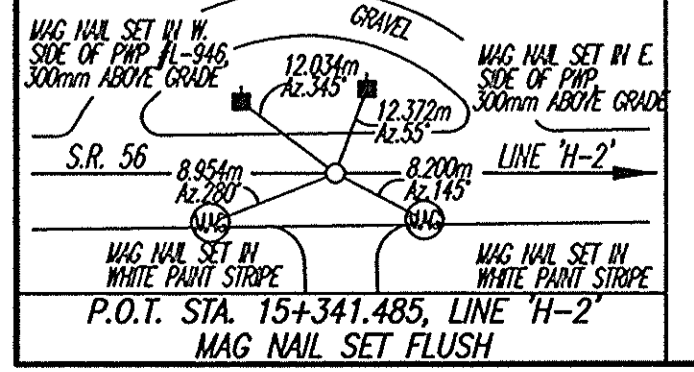 GRAVEL
MAG NAIL SET IN W.
SIDE OF PWP #L-946,
300mm ABOVE GRADE
12.034m
Az.345°
MAG NAIL SET IN E.
SIDE OF PWP,
300mm ABOVE GRADE
12.372m
Az.55°
S.R. 56
8.954m
Az.280°
8.200m
Az.145°
LINE 'H-2'
MAG
MAG
MAG NAIL SET IN
WHITE PAINT STRIPE
MAG NAIL SET IN
WHITE PAINT STRIPE
P.O.T. STA. 15+341.485, LINE 'H-2'
MAG NAIL SET FLUSH